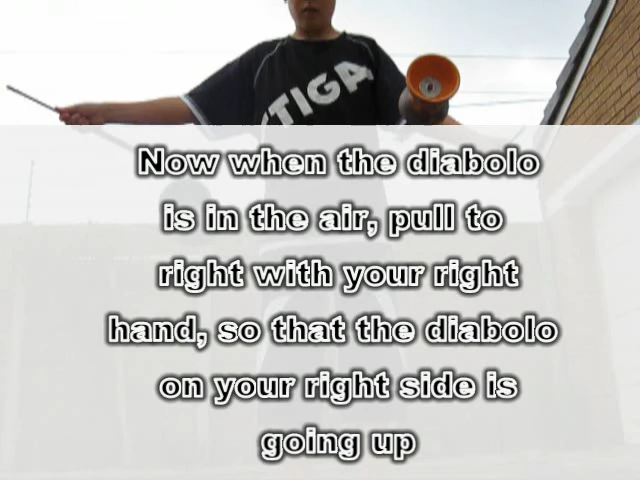 STIGA
Now when the diabolo
is in the air, pull to
right with your right
hand, so that the diabolo
on your right side is
going up